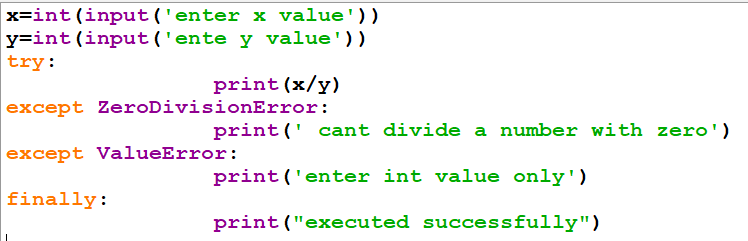 x=int(input('enter x value'))
y=int(input('ente y value'))
try:
print(x/y)
except ZeroDivisionError:
print(' cant divide a number with zero')
except ValueError:
print('enter int value only')
finally:
print("executed successfully")